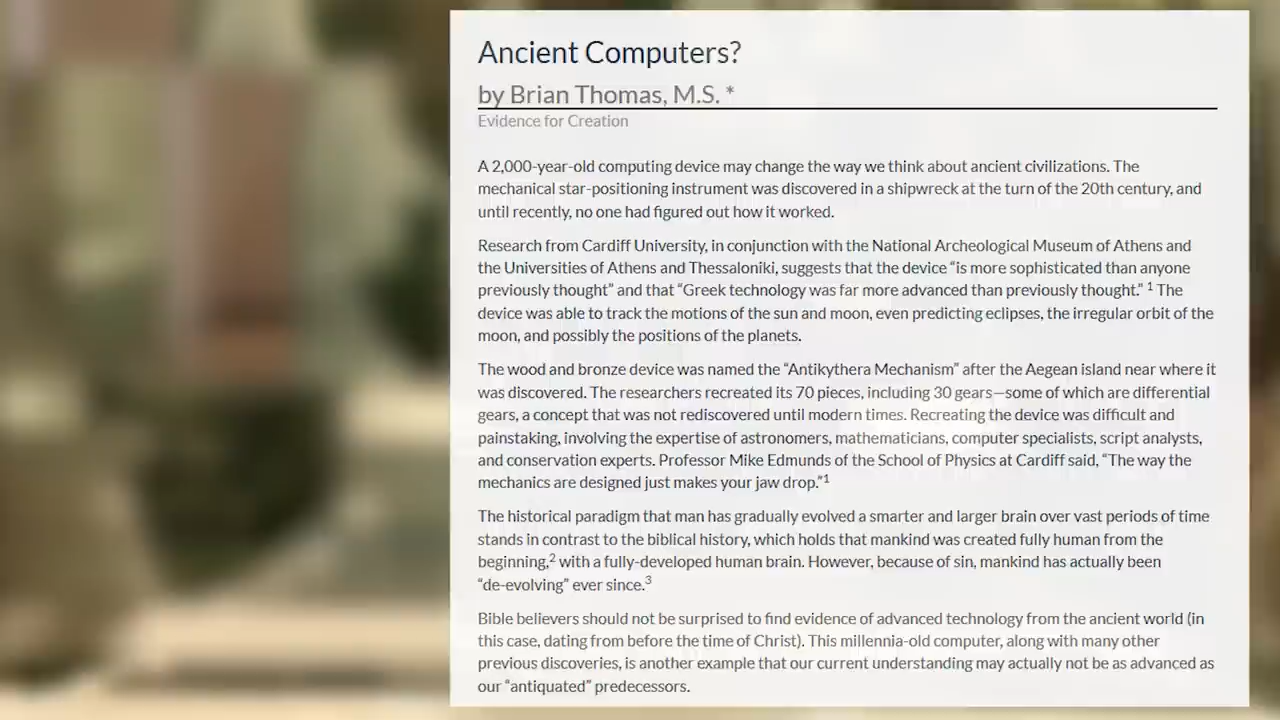 Ancient Computers?
by Brian Thomas, M.S. *
Evidence for Creation
A 2,000-year-old computing device may change the way we think about ancient civilizations. The
mechanical star-positioning instrument was discovered in a shipwreck at the turn of the 20th century, and
until recently, no one had figured out how it worked.
Research from Cardiff University, in conjunction with the National Archeological Museum of Athens and
the Universities of Athens and Thessaloniki, suggests that the device “is more sophisticated than anyone
previously thought” and that “Greek technology was far more advanced than previously thought.” 1 The
device was able to track the motions of the sun and moon, even predicting eclipses, the irregular orbit of the
moon, and possibly the positions of the planets.
The wood and bronze device was named the “Antikythera Mechanism” after the Aegean island near where it
was discovered. The researchers recreated its 70 pieces, including 30 gears—some of which are differential
gears, a concept that was not rediscovered until modern times. Recreating the device was difficult and
painstaking, involving the expertise of astronomers, mathematicians, computer specialists, script analysts,
and conservation experts. Professor Mike Edmunds of the School of Physics at Cardiff said, “The way the
mechanics are designed just makes your jaw drop.”1
The historical paradigm that man has gradually evolved a smarter and larger brain over vast periods of time
stands in contrast to the biblical history, which holds that mankind was created fully human from the
beginning,2 with a fully-developed human brain. However, because of sin, mankind has actually been
“de-evolving” ever since.3
Bible believers should not be surprised to find evidence of advanced technology from the ancient world (in
this case, dating from before the time of Christ). This millennia-old computer, along with many other
previous discoveries, is another example that our current understanding may actually not be as advanced as
our “antiquated” predecessors.